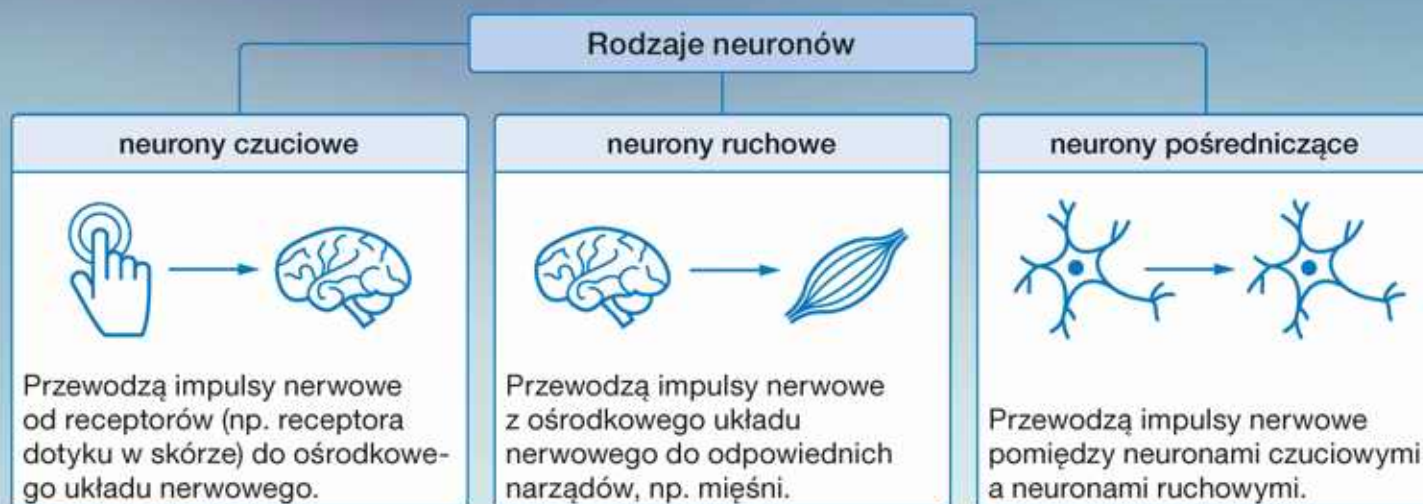 Rodzaje neuronów
neurony czuciowe
Przewodzą impulsy nerwowe
od receptorów (np. receptora
dotyku w skórze) do ośrodkowe-
go układu nerwowego.
neurony ruchowe
Przewodzą impulsy nerwowe
z ośrodkowego układu
nerwowego do odpowiednich
narządów, np. mięśni.
neurony pośredniczące
Przewodzą impulsy nerwowe
pomiędzy neuronami czuciowymi
a neuronami ruchowymi.